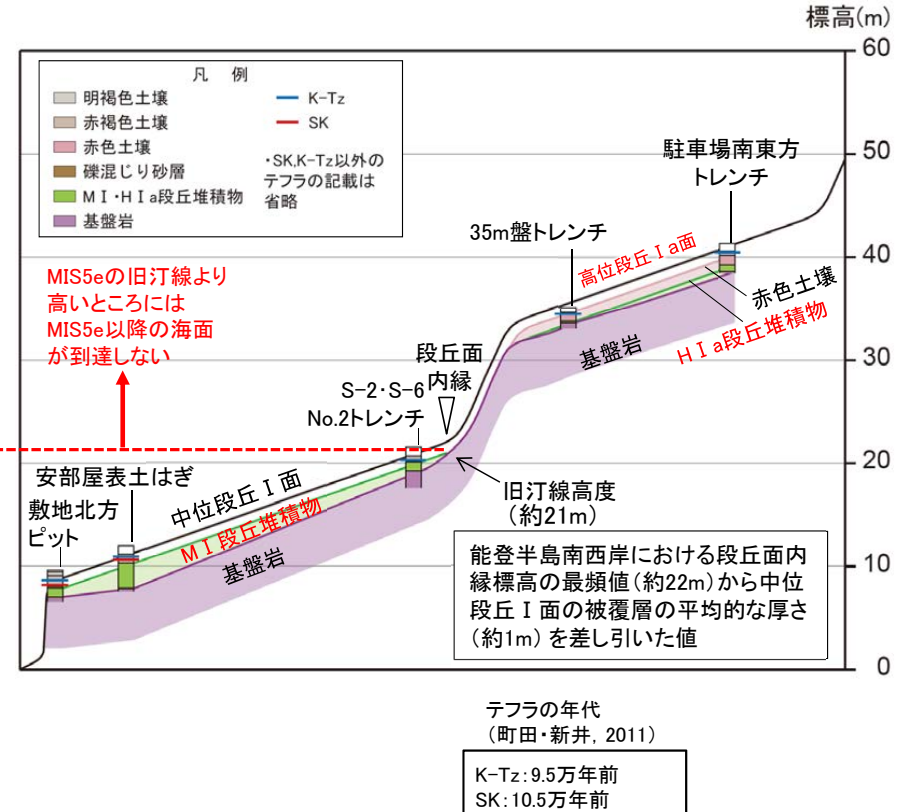 標高(m)
60
50
40
30
20
10
0
凡 例
明褐色土壌
赤褐色土壌
赤色土壌
礫混じり砂層
MⅠ・HⅠa段丘堆積物
基盤岩
K-Tz
SK
・SK,K-Tz以外の
テフラの記載は
省略
駐車場南東方
トレンチ
35m盤トレンチ
高位段丘Ⅰa面
赤色土壌
HⅠa段丘堆積物
基盤岩
MIS5eの旧汀線より
高いところには
MIS5e以降の海面
が到達しない
段丘面
内縁
S-2・S-6
No.2トレンチ
安部屋表土はぎ
敷地北方
ピット
中位段丘Ⅰ面
MⅠ段丘堆積物
基盤岩
旧汀線高度
(約21m)
能登半島南西岸における段丘面内
縁標高の最頻値(約22m)から中位
段丘Ⅰ面の被覆層の平均的な厚さ
(約1m)を差し引いた値
テフラの年代
(町田・新井, 2011)
K-Tz:9.5万年前
SK:10.5万年前